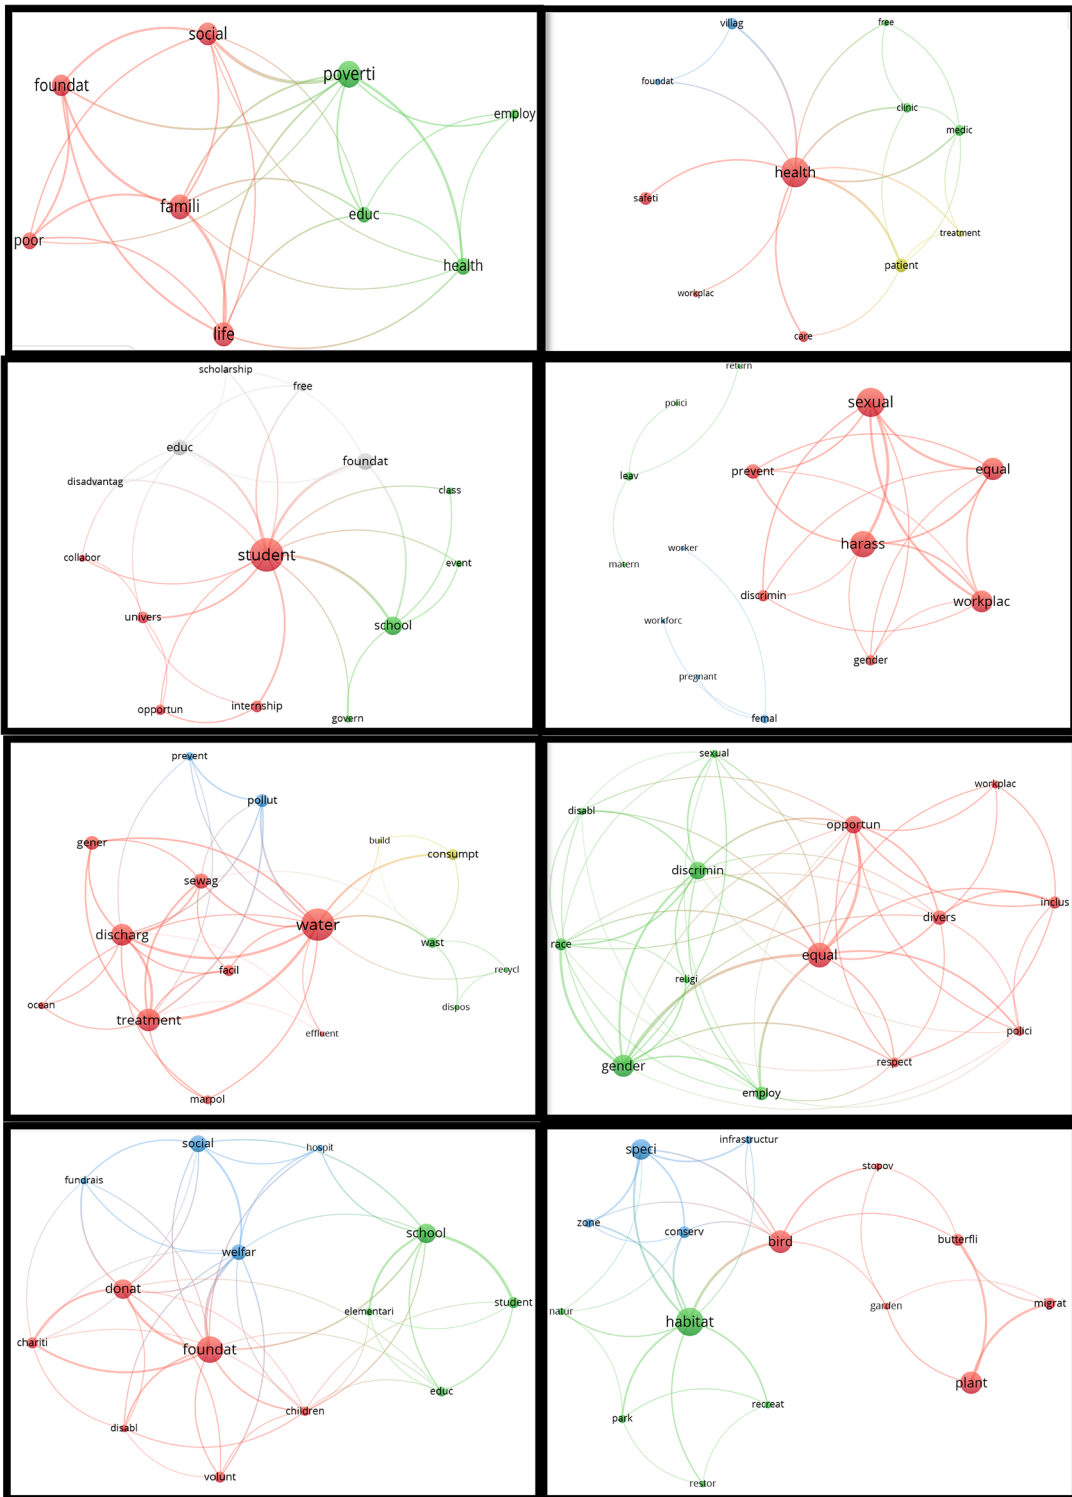 social
foundat
poverti
employ
famili
educ
poor
health
life
villag
free
foundat
clinic
medic
health
safeti
treatment
patient
workplac
care
scholarship
free
educ
foundat
disadvantag
class
student
collabor
event
univers
school
opportun
internship
govern
return
polici
sexual
prevent
equal
leav
worker
harass
matern
discrimin
workplac
workforc
gender
pregnant
femal
prevent
pollut
gener
build
consumpt
sewag
water
discharg
wast
facil
recycl
ocean
dispos
treatment
effluent
marpol
sexual
workplac
disabl
opportun
discrimin
inclus
divers
race
equal
religi
polici
gender
respect
employ
social
hospit
fundrais
school
welfar
donat
student
elementari
chariti
foundat
educ
children
disabl
volunt
speci
infrastructur
stopov
zone
conserv
bird
butterfli
natur
garden
migrat
habitat
plant
park
recreat
restor